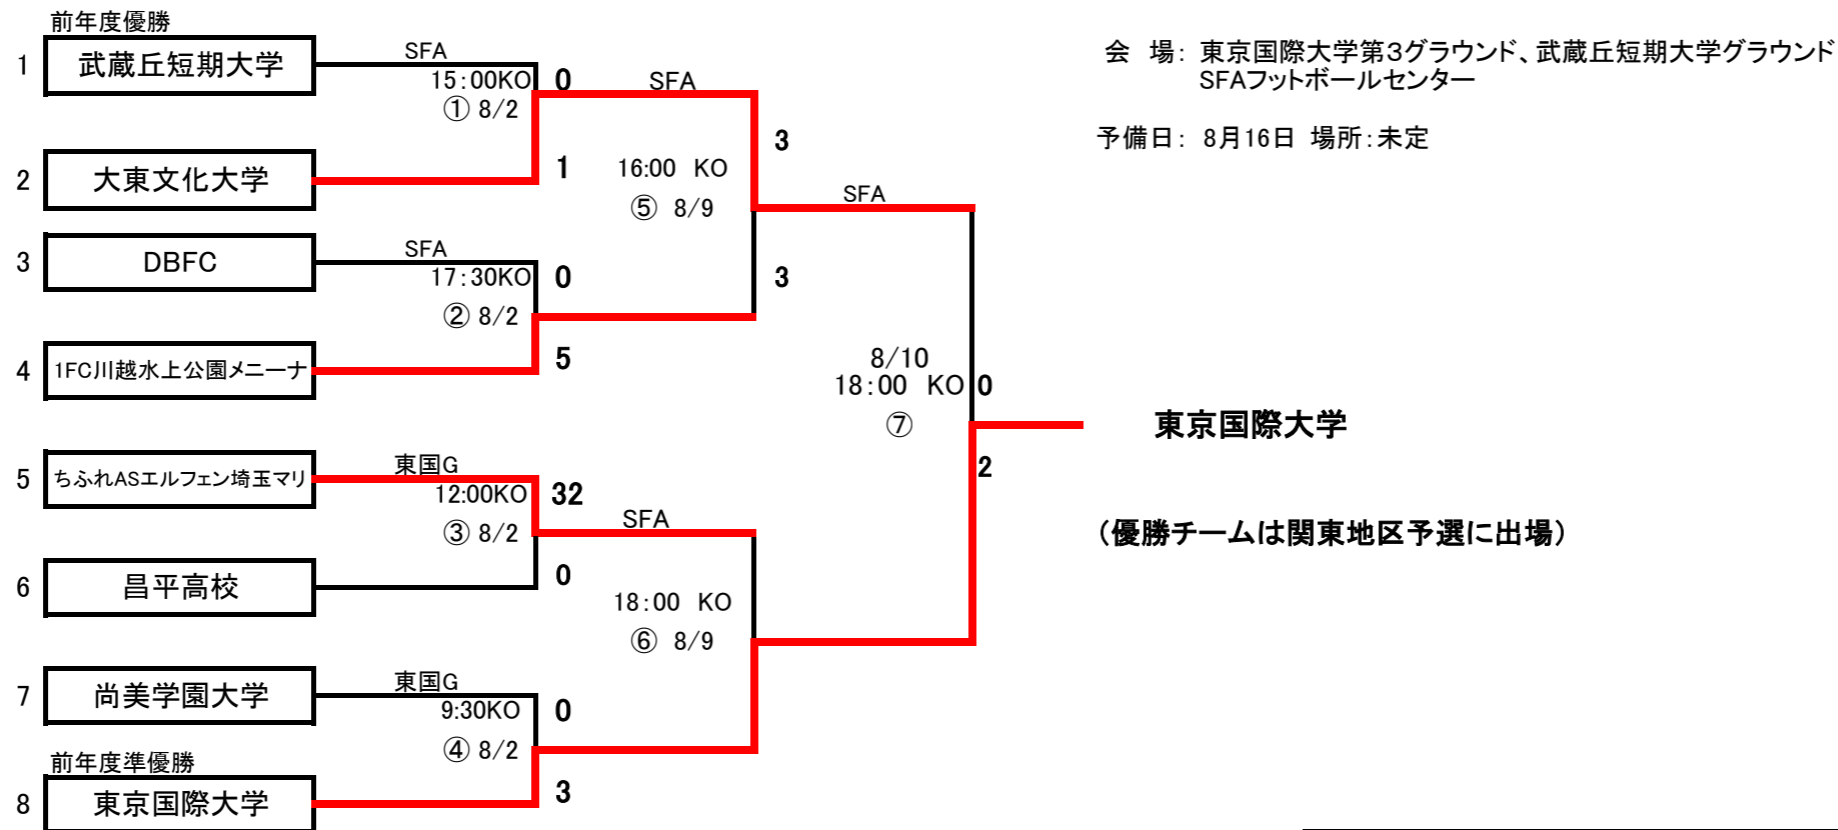 前年度優勝
1 武蔵丘短期大学
SFA
15:00KO 0
① 8/2
SFA
会 場: 東京国際大学第3グラウンド、武蔵丘短期大学グラウンド
SFAフットボールセンター
予備日: 8月16日 場所:未定
3
2 大東文化大学
1
16:00 KO
⑤ 8/9
SFA
3 DBFC
SFA
17:30KO 0
② 8/2
3
4 1FC川越水上公園メニーナ
5
8/10
18:00 KO 0
⑦
東京国際大学
2
5 ちふれASエルフェン埼玉マリ
東国G
12:00KO 32
③ 8/2
SFA
(優勝チームは関東地区予選に出場)
6 昌平高校
0
18:00 KO
⑥ 8/9
7 尚美学園大学
東国G
9:30KO 0
④ 8/2
前年度準優勝
8 東京国際大学
3